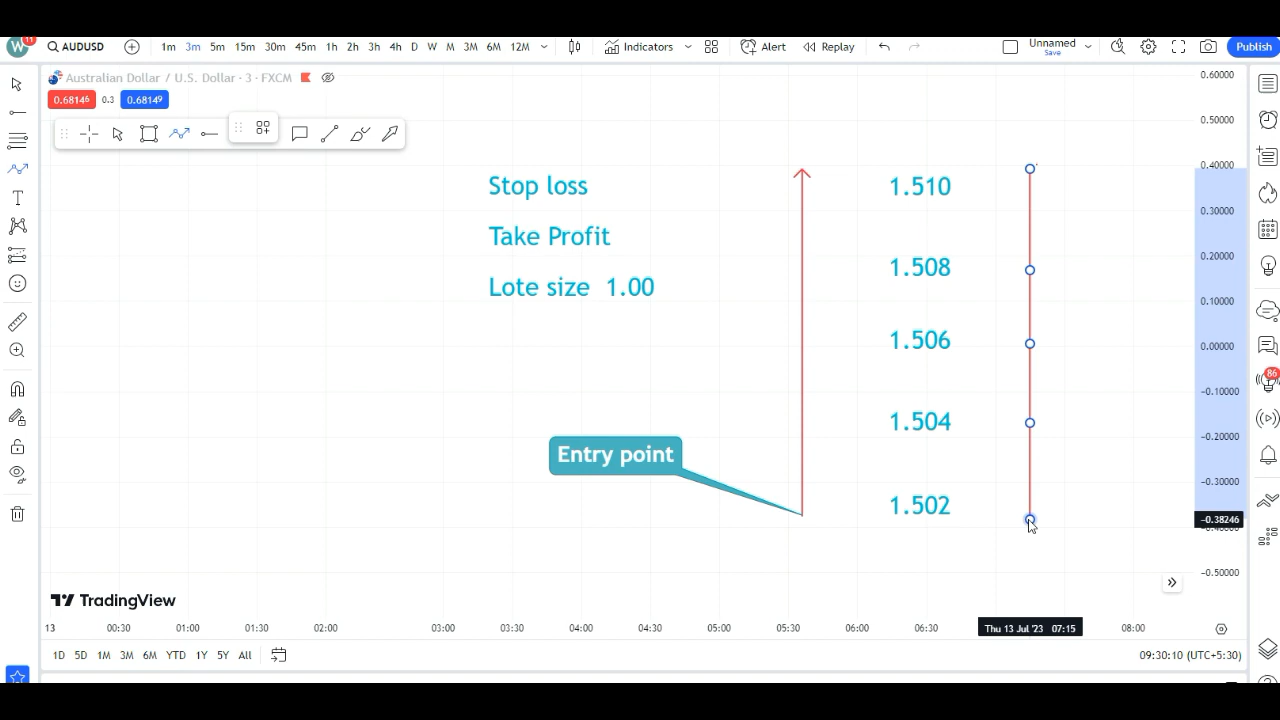 W 11 AUDUSD 1m 3m 5m 15m 30m 45m 1h 2h 3h 4h D W M 3M 6M 12M Indicators Alert Replay Unnamed Save Publish
Australian Dollar / U.S. Dollar · 3 · FXCM
0.68146 0.3 0.68149
0.60000
0.50000
0.40000
0.30000
0.20000
0.10000
0.00000
−0.10000
−0.20000
−0.30000
−0.38246
−0.40000
−0.50000
Stop loss
Take Profit
Lote size 1.00
Entry point
1.510
1.508
1.506
1.504
1.502
86
TradingView
13 00:30 01:00 01:30 02:00 03:00 03:30 04:00 04:30 05:00 05:30 06:00 06:30 Thu 13 Jul '23 07:15 08:00
1D 5D 1M 3M 6M YTD 1Y 5Y All 09:30:10 (UTC+5:30)